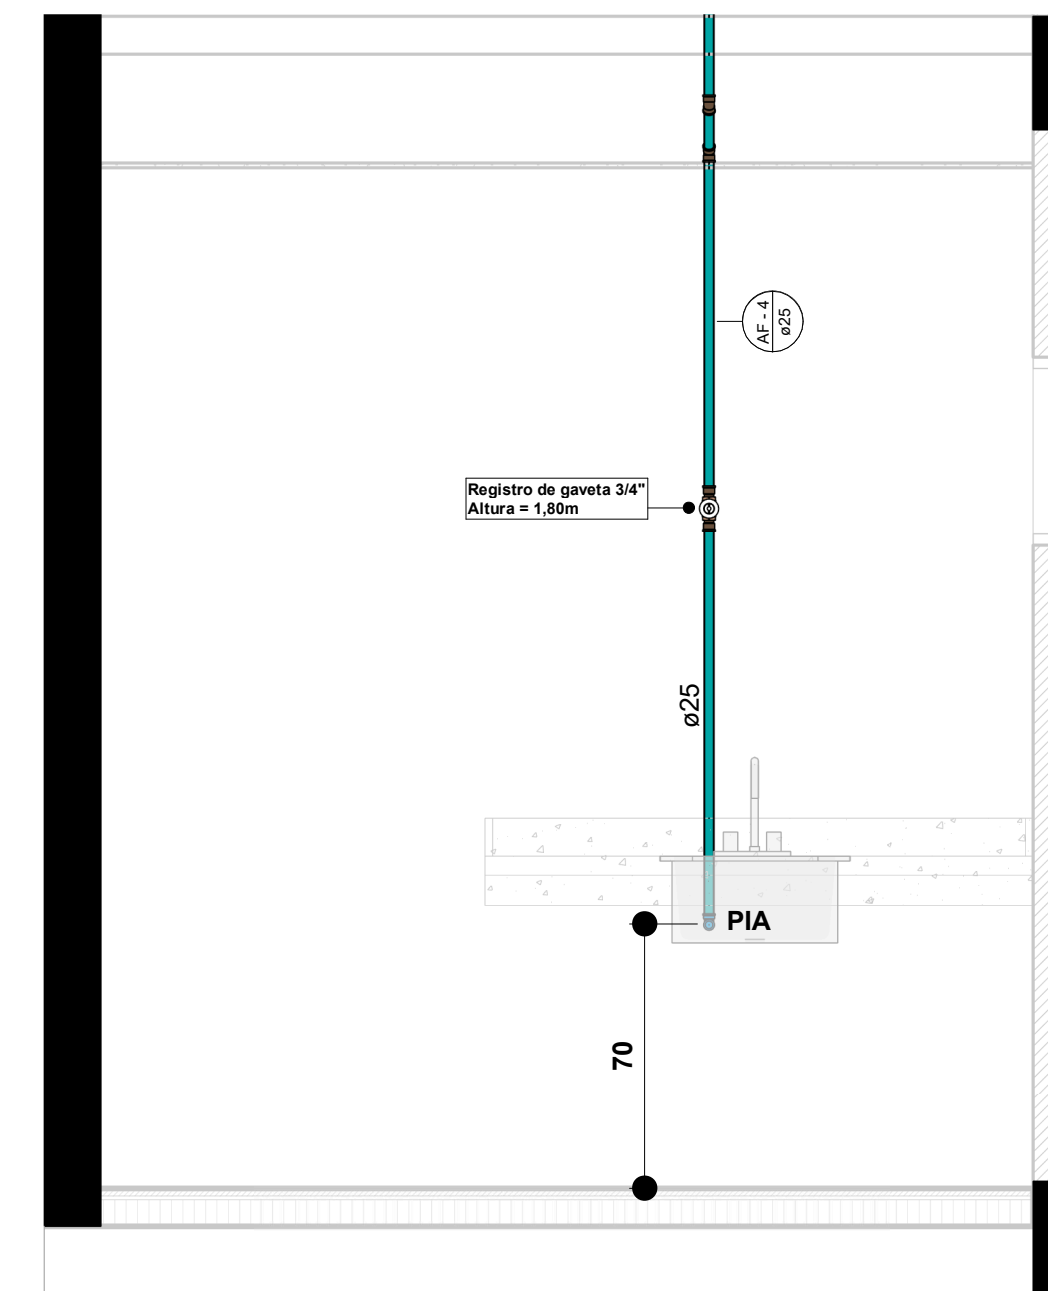 AF - 4
ø25
Registro de gaveta 3/4"
Altura = 1,80m
ø25
PIA
70